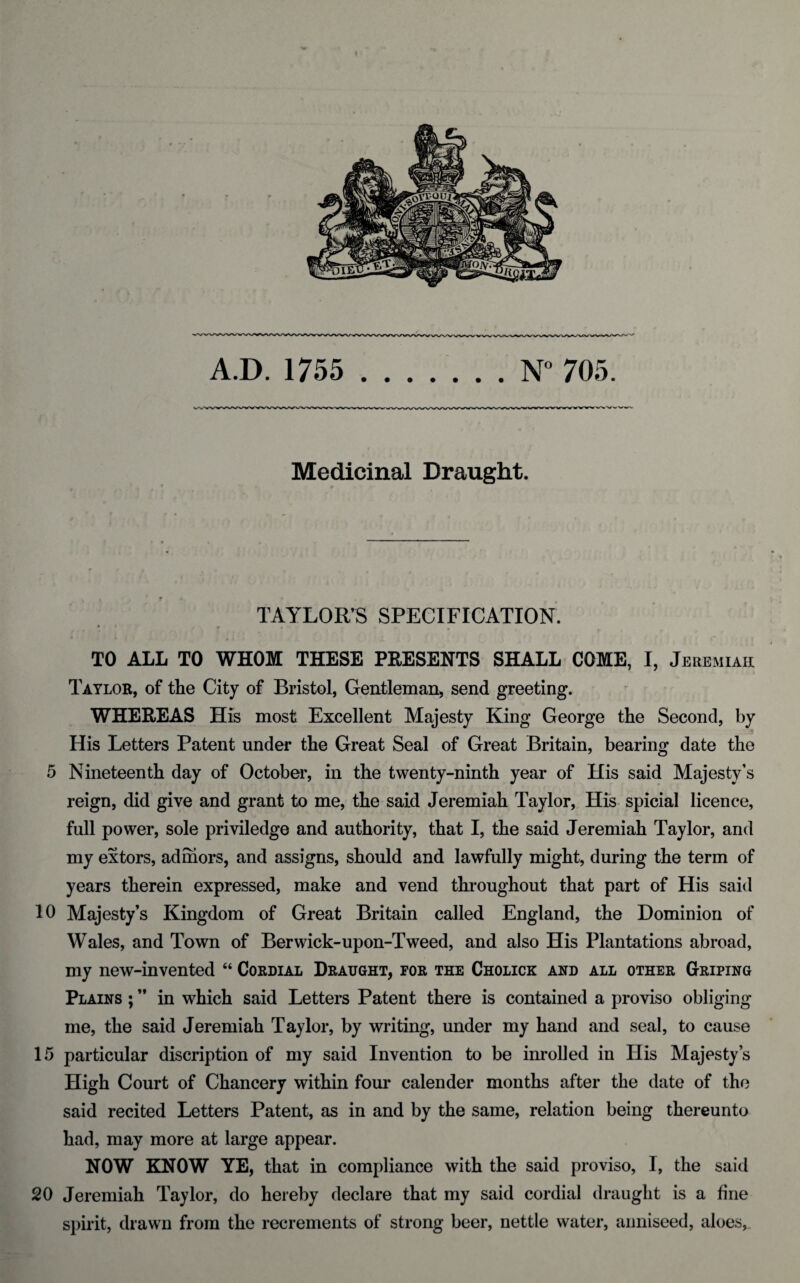 SOIT QUI MAL
DIEU ET MON DROIT
A.D. 1755 . . . . . . . N° 705.
Medicinal Draught.
TAYLOR'S SPECIFICATION.
TO ALL TO WHOM THESE PRESENTS SHALL COME, I, Jeremiah
Taylor, of the City of Bristol, Gentleman, send greeting.
WHEREAS His most Excellent Majesty King George the Second, by
His Letters Patent under the Great Seal of Great Britain, bearing date the
5 Nineteenth day of October, in the twenty-ninth year of His said Majesty's
reign, did give and grant to me, the said Jeremiah Taylor, His spicial licence,
full power, sole priviledge and authority, that I, the said Jeremiah Taylor, and
my extors, admors, and assigns, should and lawfully might, during the term of
years therein expressed, make and vend throughout that part of His said
10 Majesty's Kingdom of Great Britain called England, the Dominion of
Wales, and Town of Berwick-upon-Tweed, and also His Plantations abroad,
my new-invented “ Cordial Draught, for the Cholick and all other Griping
Plains ; ” in which said Letters Patent there is contained a proviso obliging
me, the said Jeremiah Taylor, by writing, under my hand and seal, to cause
15 particular discription of my said Invention to be inrolled in His Majesty's
High Court of Chancery within four calender months after the date of the
said recited Letters Patent, as in and by the same, relation being thereunto
had, may more at large appear.
NOW KNOW YE, that in compliance with the said proviso, I, the said
20 Jeremiah Taylor, do hereby declare that my said cordial draught is a fine
spirit, drawn from the recrements of strong beer, nettle water, anniseed, aloes,